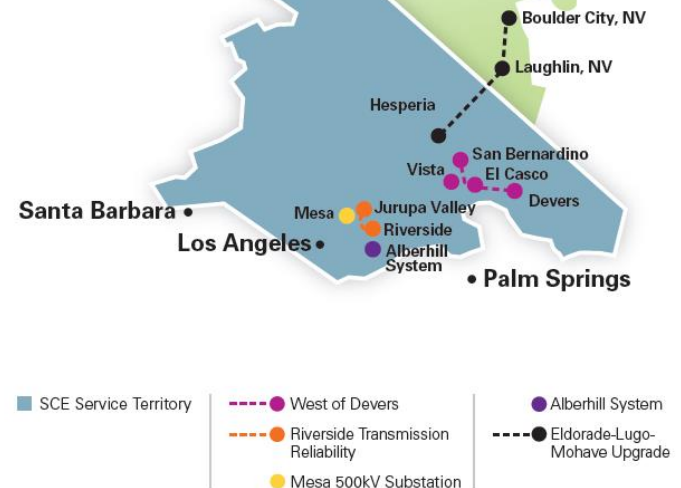 Boulder City, NV
Laughlin, NV
Hesperia
San Bernardino
Vista
El Casco
Devers
Santa Barbara
Mesa
Jurupa Valley
Riverside
Los Angeles
Alberhill
System
Palm Springs
SCE Service Territory
West of Devers
Riverside Transmission
Reliability
Mesa 500kV Substation
Alberhill System
Eldorade-Lugo-
Mohave Upgrade